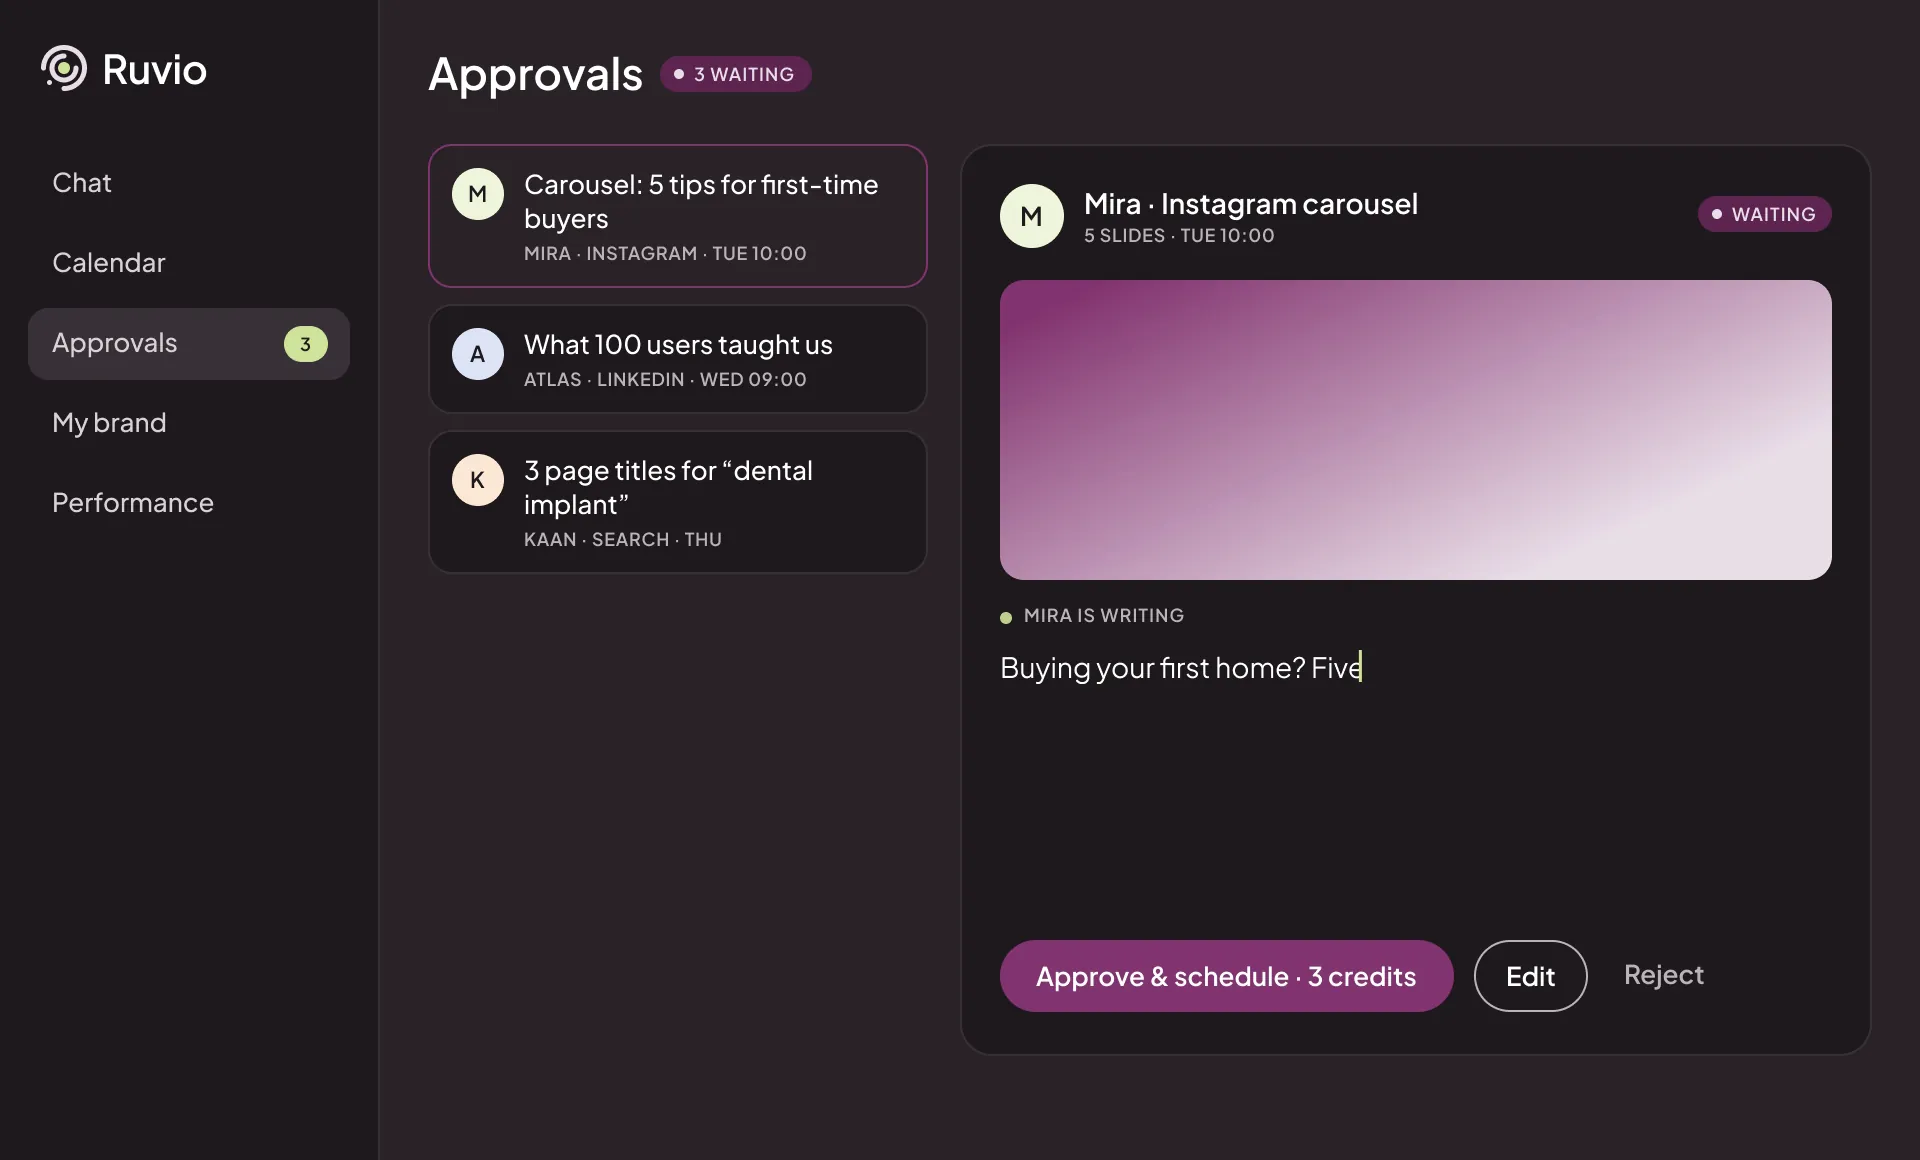 Ruvio
Chat
Calendar
Approvals 3
My brand
Performance
Approvals
3 WAITING
M
Carousel: 5 tips for first-time
buyers
MIRA · INSTAGRAM · TUE 10:00
A
What 100 users taught us
ATLAS · LINKEDIN · WED 09:00
K
3 page titles for “dental
implant”
KAAN · SEARCH · THU
M
Mira · Instagram carousel
5 SLIDES · TUE 10:00
WAITING
MIRA IS WRITING
Buying your first home? Five
Approve & schedule · 3 credits
Edit
Reject